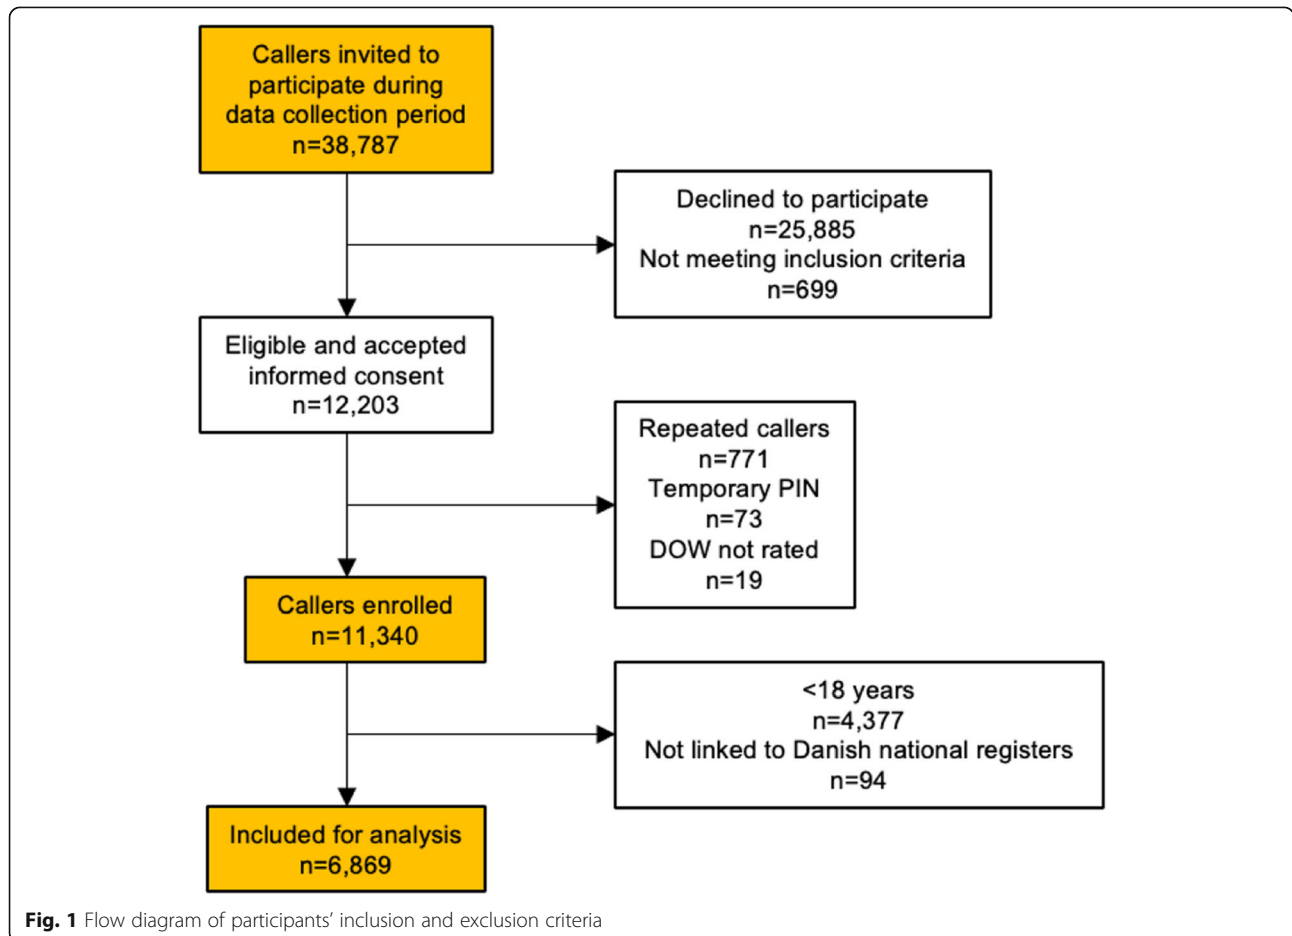 Callers invited to
participate during
data collection period
n=38,787
Declined to participate
n=25,885
Not meeting inclusion criteria
n=699
Eligible and accepted
informed consent
n=12,203
Repeated callers
n=771
Temporary PIN
n=73
DOW not rated
n=19
Callers enrolled
n=11,340
<18 years
n=4,377
Not linked to Danish national registers
n=94
Included for analysis
n=6,869
Fig. 1 Flow diagram of participants’ inclusion and exclusion criteria